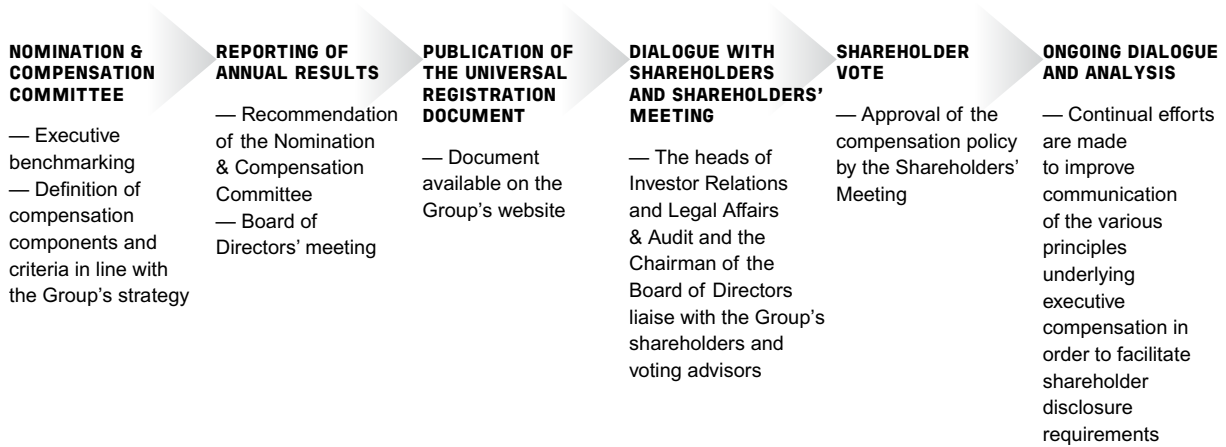 NOMINATION &
COMPENSATION
COMMITTEE
— Executive
benchmarking
— Definition of
compensation
components and
criteria in line with
the Group’s strategy
REPORTING OF
ANNUAL RESULTS
— Recommendation
of the Nomination
& Compensation
Committee
— Board of
Directors’ meeting
PUBLICATION OF
THE UNIVERSAL
REGISTRATION
DOCUMENT
— Document
available on the
Group’s website
DIALOGUE WITH
SHAREHOLDERS
AND SHAREHOLDERS’
MEETING
— The heads of
Investor Relations
and Legal Affairs
& Audit and the
Chairman of the
Board of Directors
liaise with the Group’s
shareholders and
voting advisors
SHAREHOLDER
VOTE
— Approval of the
compensation policy
by the Shareholders’
Meeting
ONGOING DIALOGUE
AND ANALYSIS
— Continual efforts
are made
to improve
communication
of the various
principles
underlying
executive
compensation in
order to facilitate
shareholder
disclosure
requirements